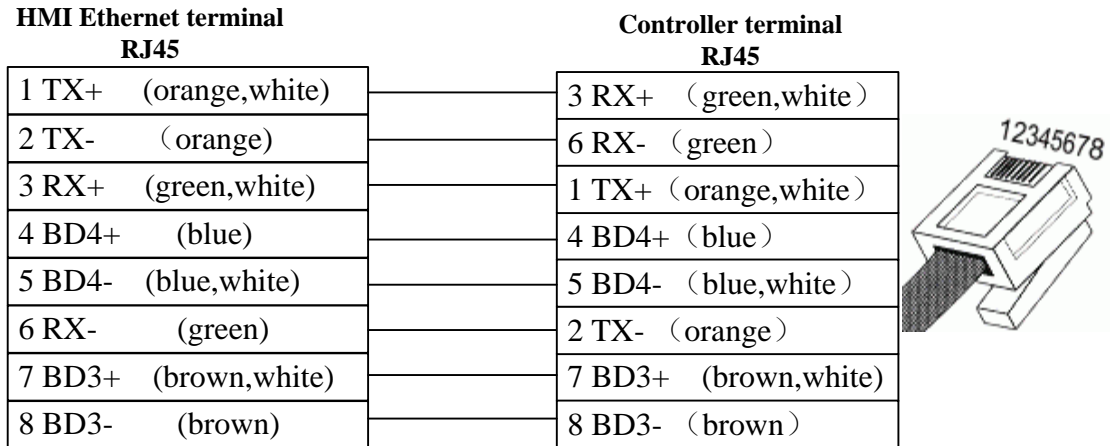 HMI Ethernet terminal
RJ45
1 TX+ (orange,white)
2 TX- （orange)
3 RX+ (green,white)
4 BD4+ (blue)
5 BD4- (blue,white)
6 RX- (green)
7 BD3+ (brown,white)
8 BD3- (brown)
Controller terminal
RJ45
3 RX+ （green,white）
6 RX- （green）
1 TX+ （orange,white）
4 BD4+ （blue）
5 BD4- （blue,white）
2 TX- （orange）
7 BD3+ (brown,white)
8 BD3- （brown）
12345678